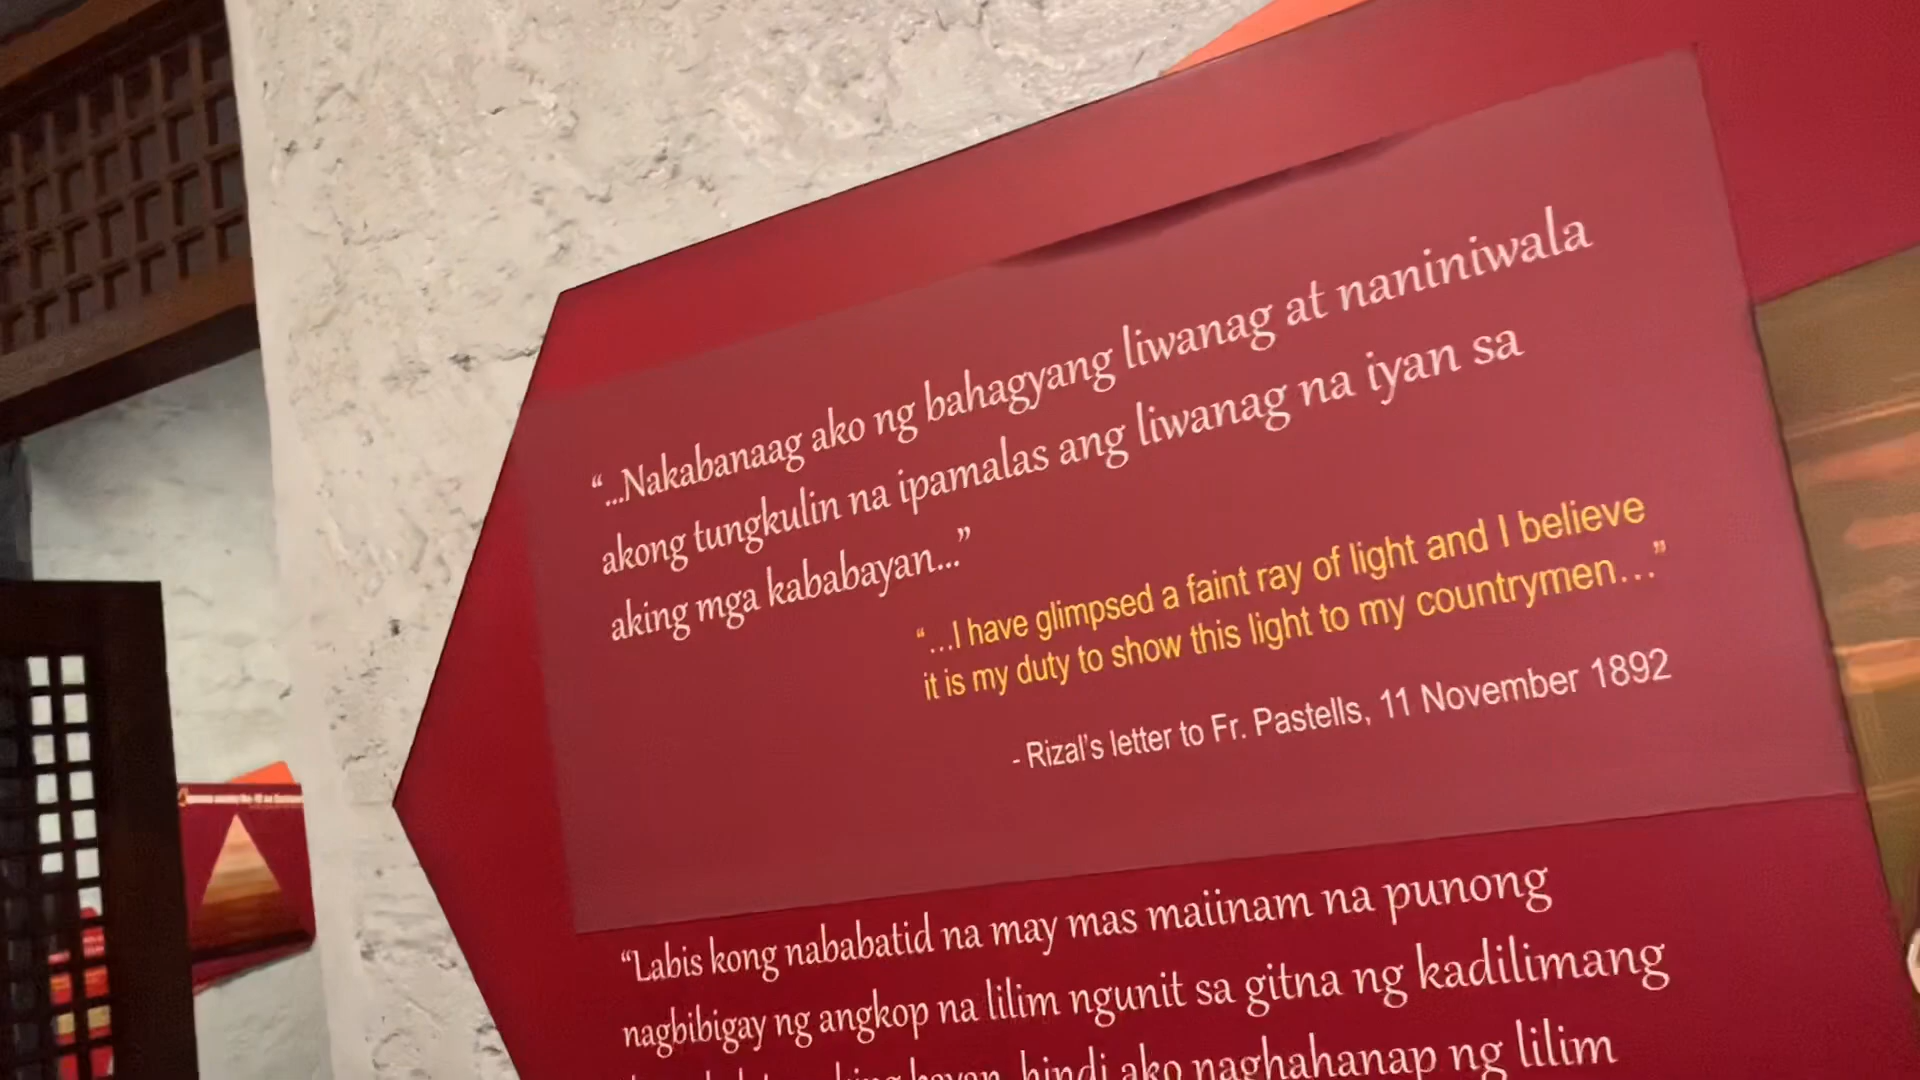 “...Nakabanaag ako ng bahagyang liwanag at naniniwala
akong tungkulin na ipamalas ang liwanag na iyan sa
aking mga kababayan...”
“...I have glimpsed a faint ray of light and I believe
it is my duty to show this light to my countrymen...”
- Rizal's letter to Fr. Pastells, 11 November 1892
“Labis kong nababatid na may mas maiinam na punong
nagbibigay ng angkop na lilim ngunit sa gitna ng kadilimang
hindi ako naghahanap ng lilim